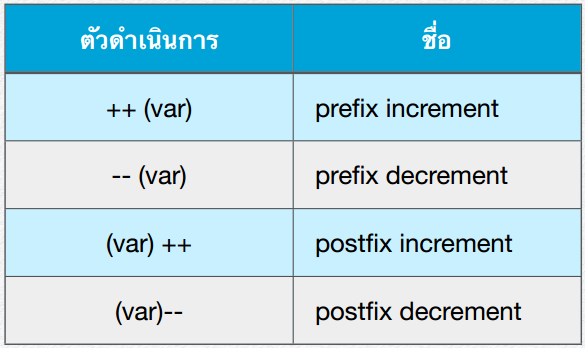 ตัวดำเนินการ ชื่อ
++ (var) prefix increment
-- (var) prefix decrement
(var) ++ postfix increment
(var)-- postfix decrement